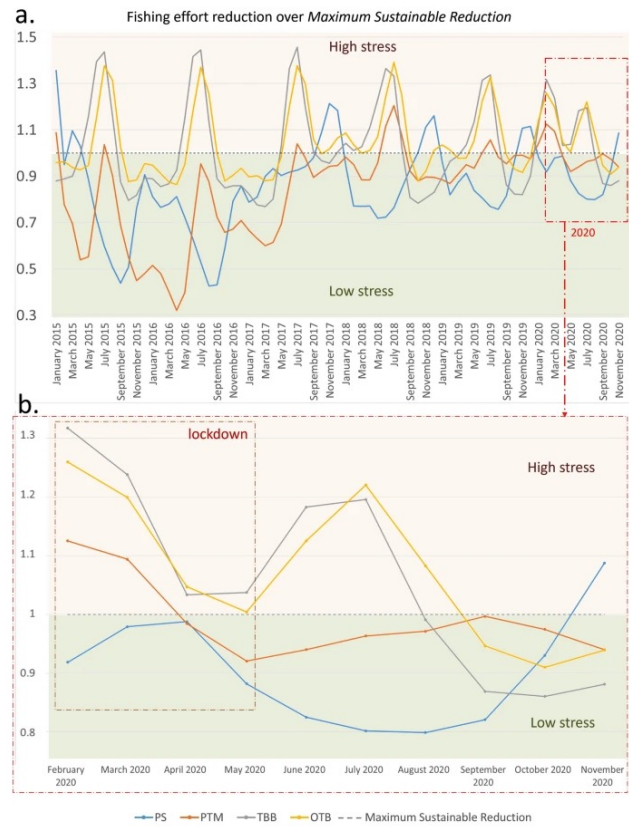 a.
Fishing effort reduction over Maximum Sustainable Reduction
1.5
1.3
1.1
1
0.9
0.7
0.5
0.3
High stress
Low stress
2020
January 2015
March 2015
May 2015
July 2015
September 2015
November 2015
January 2016
March 2016
May 2016
July 2016
September 2016
November 2016
January 2017
March 2017
May 2017
July 2017
September 2017
November 2017
January 2018
March 2018
May 2018
July 2018
September 2018
November 2018
January 2019
March 2019
May 2019
July 2019
September 2019
November 2019
January 2020
March 2020
May 2020
July 2020
September 2020
November 2020
b.
1.3
1.2
1.1
1
0.9
0.8
lockdown
High stress
Low stress
February
2020
March 2020
April 2020
May 2020
June 2020
July 2020
August 2020
September
2020
October 2020
November
2020
PS
PTM
TBB
OTB
Maximum Sustainable Reduction